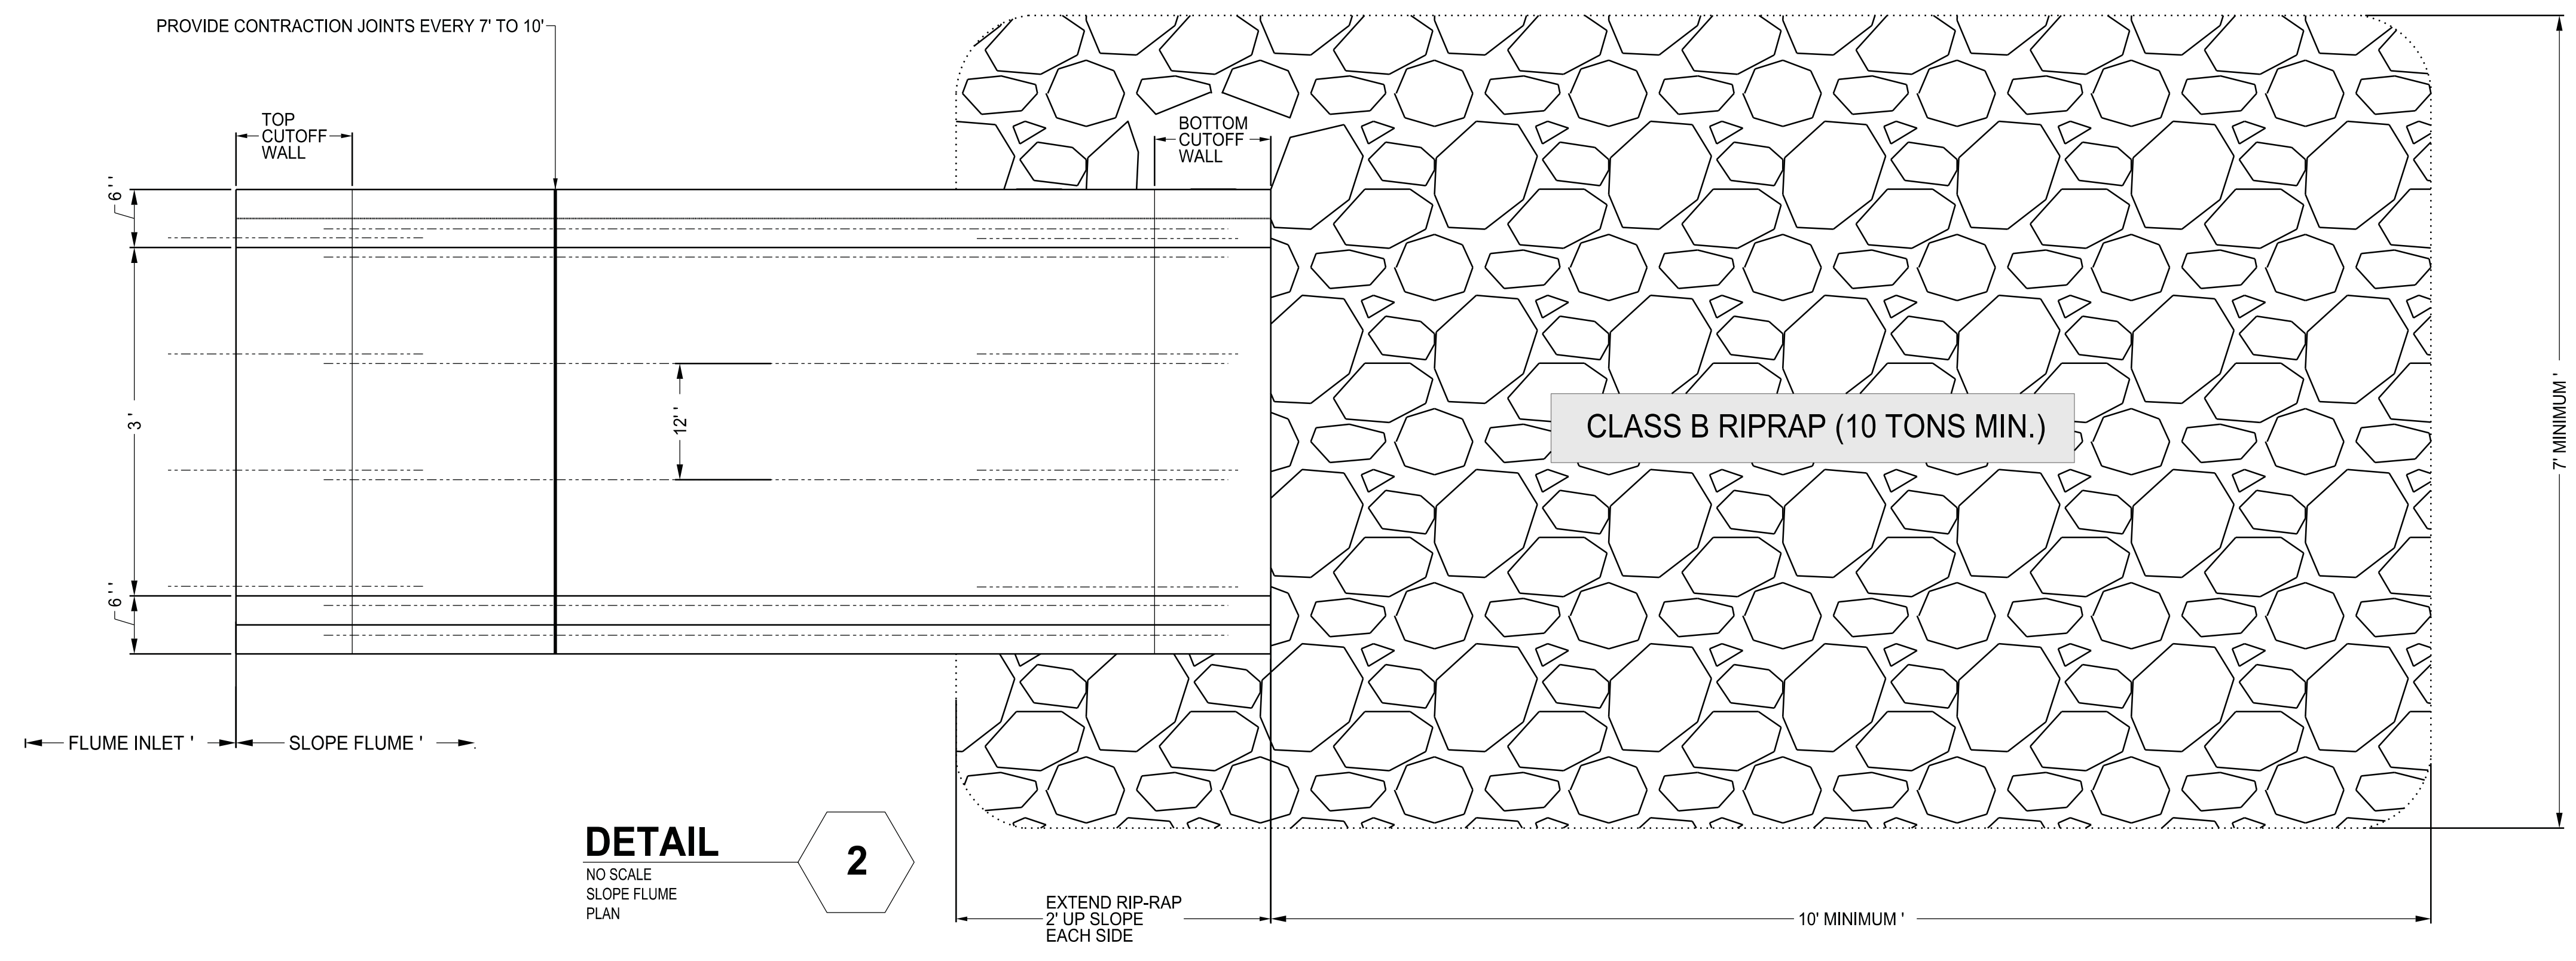 PROVIDE CONTRACTION JOINTS EVERY 7' TO 10'
TOP
CUTOFF
WALL
BOTTOM
CUTOFF
WALL
6 ' '
3 '
6 ' '
12' '
CLASS B RIPRAP (10 TONS MIN.)
7' MINIMUM '
FLUME INLET '
SLOPE FLUME '
DETAIL
2
NO SCALE
SLOPE FLUME
PLAN
EXTEND RIP-RAP
2' UP SLOPE
EACH SIDE
10' MINIMUM '